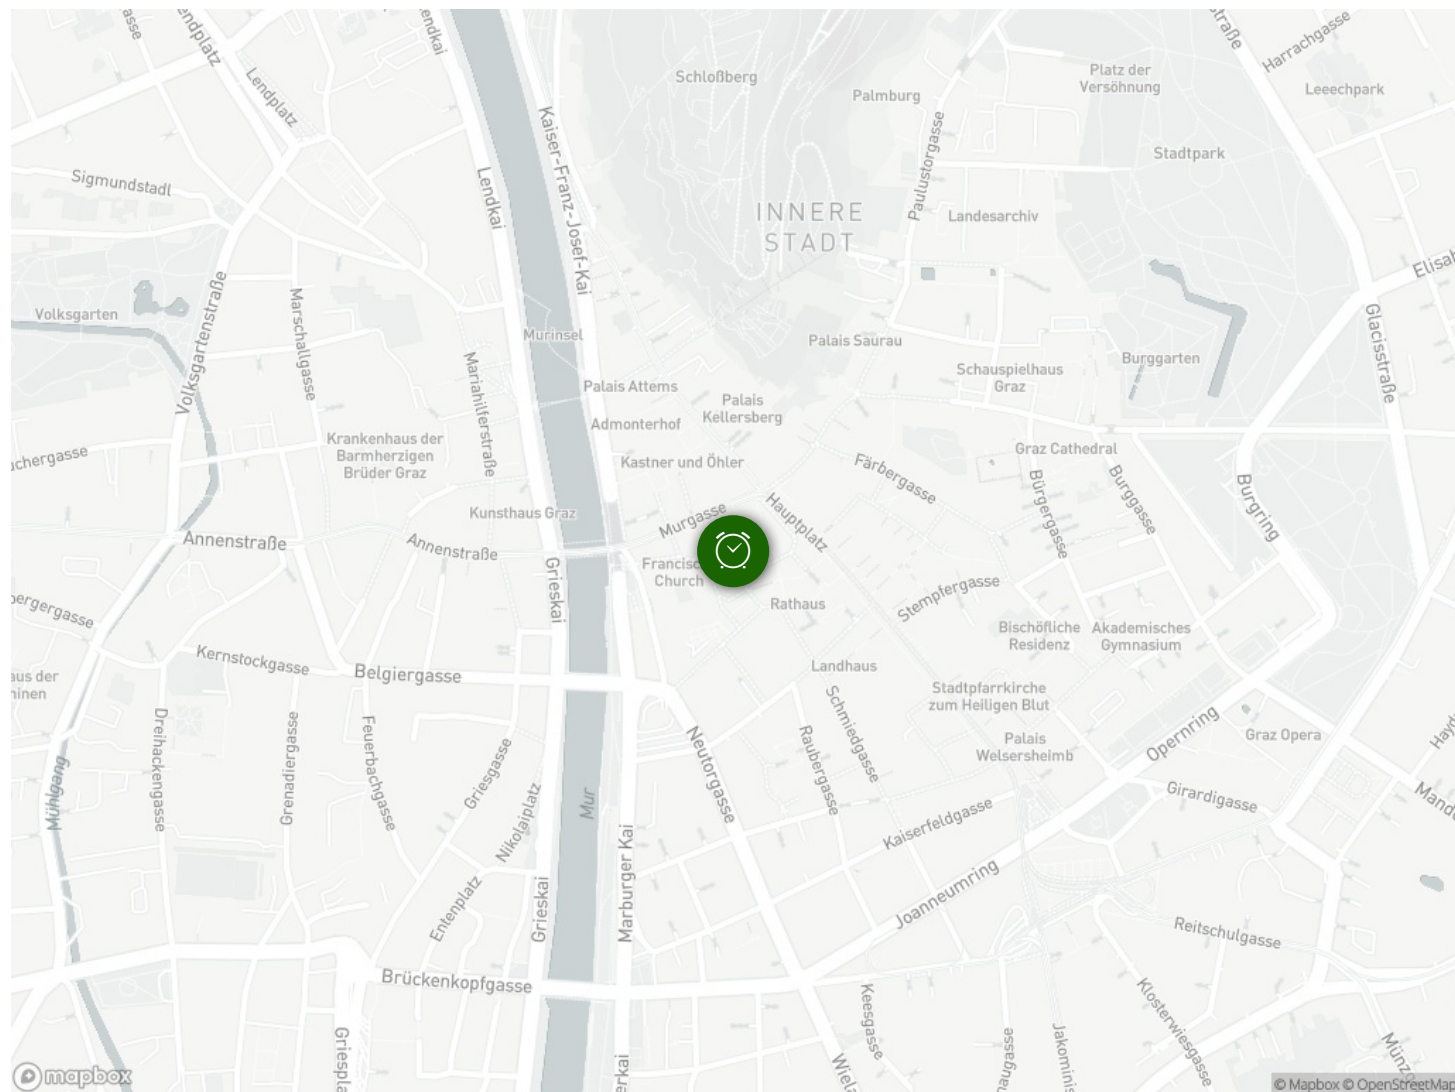 endplatz
Lendplatz
Lendkai
Kaiser-Franz-Josef-Kai
Schloßberg
Palmburg
Platz der
Versöhnung
Harrachgasse
Leeechpark
Stadtpark
Sigmundstadl
Paulustorgasse
INNERE
STADT
Landesarchiv
Volksgarten
Volksgartenstraße
Marschallgasse
Mariahilferstraße
Murinsel
Palais Saurau
Glacisstraße
Burggarten
Schauspielhaus
Graz
Palais Attems
Palais
Kellersberg
Admonterhof
Krankenhaus der
Barmherzigen
Brüder Graz
Kastner und Öhler
Färbergasse
Graz Cathedral
Bürgergasse
Burggasse
Burgring
Kunsthaus Graz
Murgasse
Hauptplatz
Annenstraße
Annenstraße
Grieskai
Church
Rathaus
Stempfergasse
Bischöfliche
Residenz
Akademisches
Gymnasium
Kernstockgasse
Belgiergasse
Landhaus
Stadtpfarrkirche
zum Heiligen Blut
Schmiedgasse
Palais
Welsersheimb
Opernring
Graz Opera
Dreihackengasse
Grenadiergasse
Feuerbachgasse
Griesgasse
Nikolaiplatz
Mur
Neutorgasse
Raubergasse
Girardigasse
Kaiserfeldgasse
Mühlgang
Marburger Kai
Entenplatz
Grieskai
Joanneumring
Reitschulgasse
Brückenkopfgasse
Keesgasse
Klosterwiesgasse
mapbox
© Mapbox © OpenStreetMap